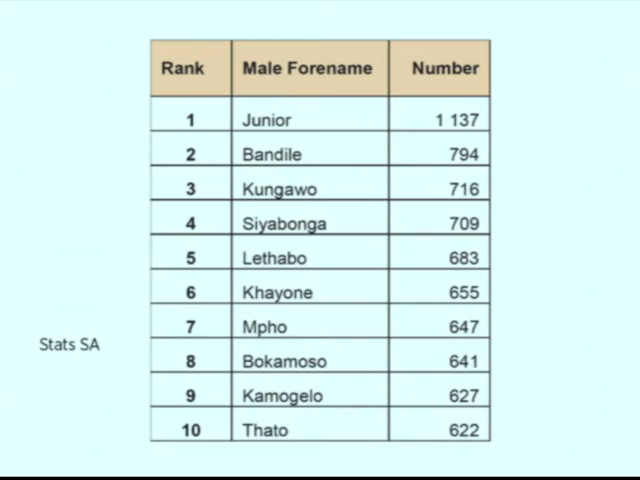 Rank Male Forename Number
1 Junior 1 137
2 Bandile 794
3 Kungawo 716
4 Siyabonga 709
5 Lethabo 683
6 Khayone 655
7 Mpho 647
Stats SA
8 Bokamoso 641
9 Kamogelo 627
10 Thato 622